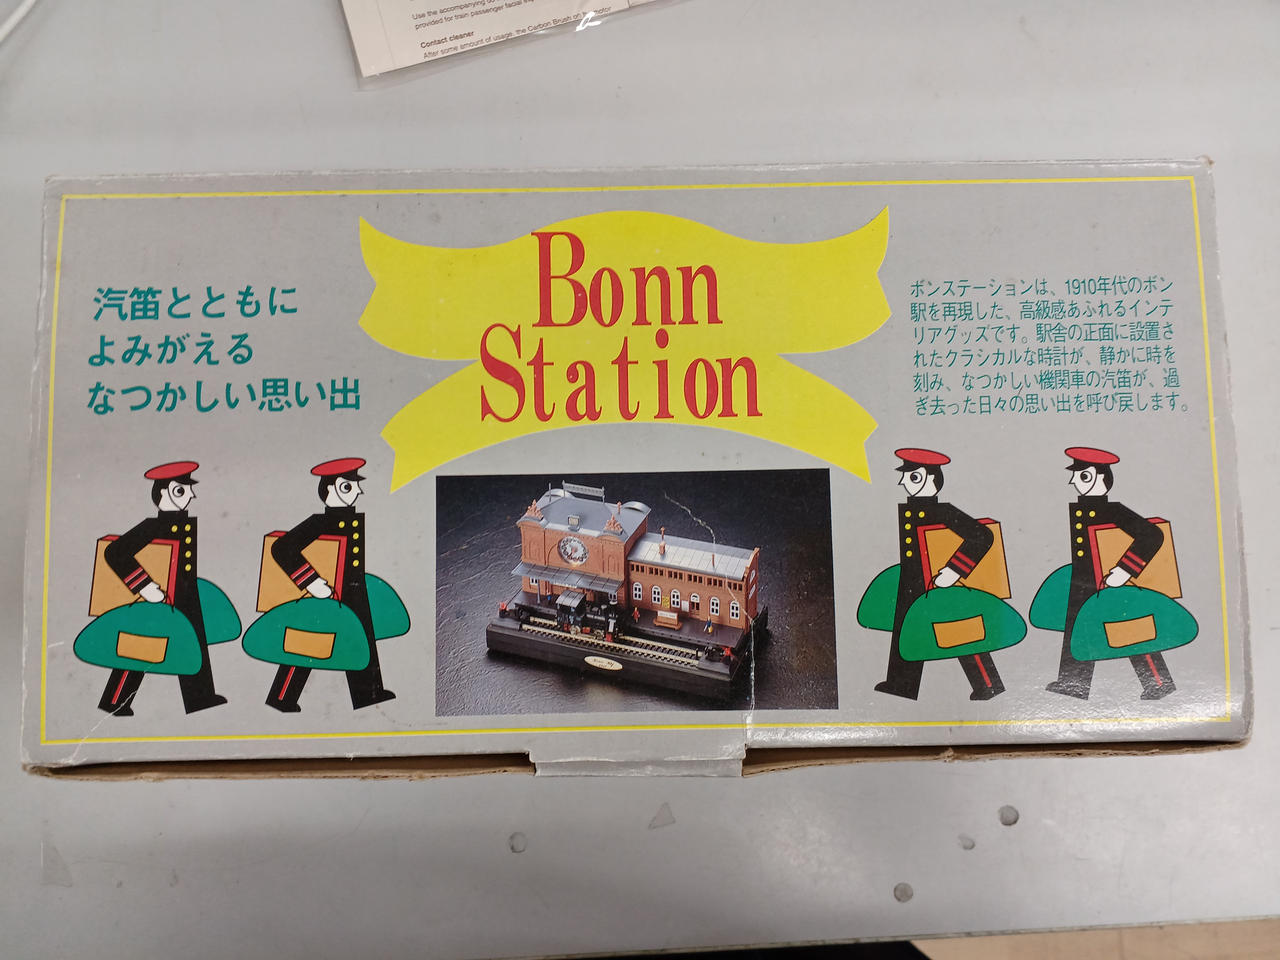 Use the accompanying
provided for train passenger facial
Contact cleaner
After some amount of usage, the Carbon Brush on motor
Bonn
Station
汽笛とともに
よみがえる
なつかしい思い出
ボンステーションは、1910年代のボン
駅を再現した、高級感あふれるインテ
リアグッズです。駅舎の正面に設置さ
れたクラシカルな時計が、静かに時を
刻み、なつかしい機関車の汽笛が、過
ぎ去った日々の思い出を呼び戻します。